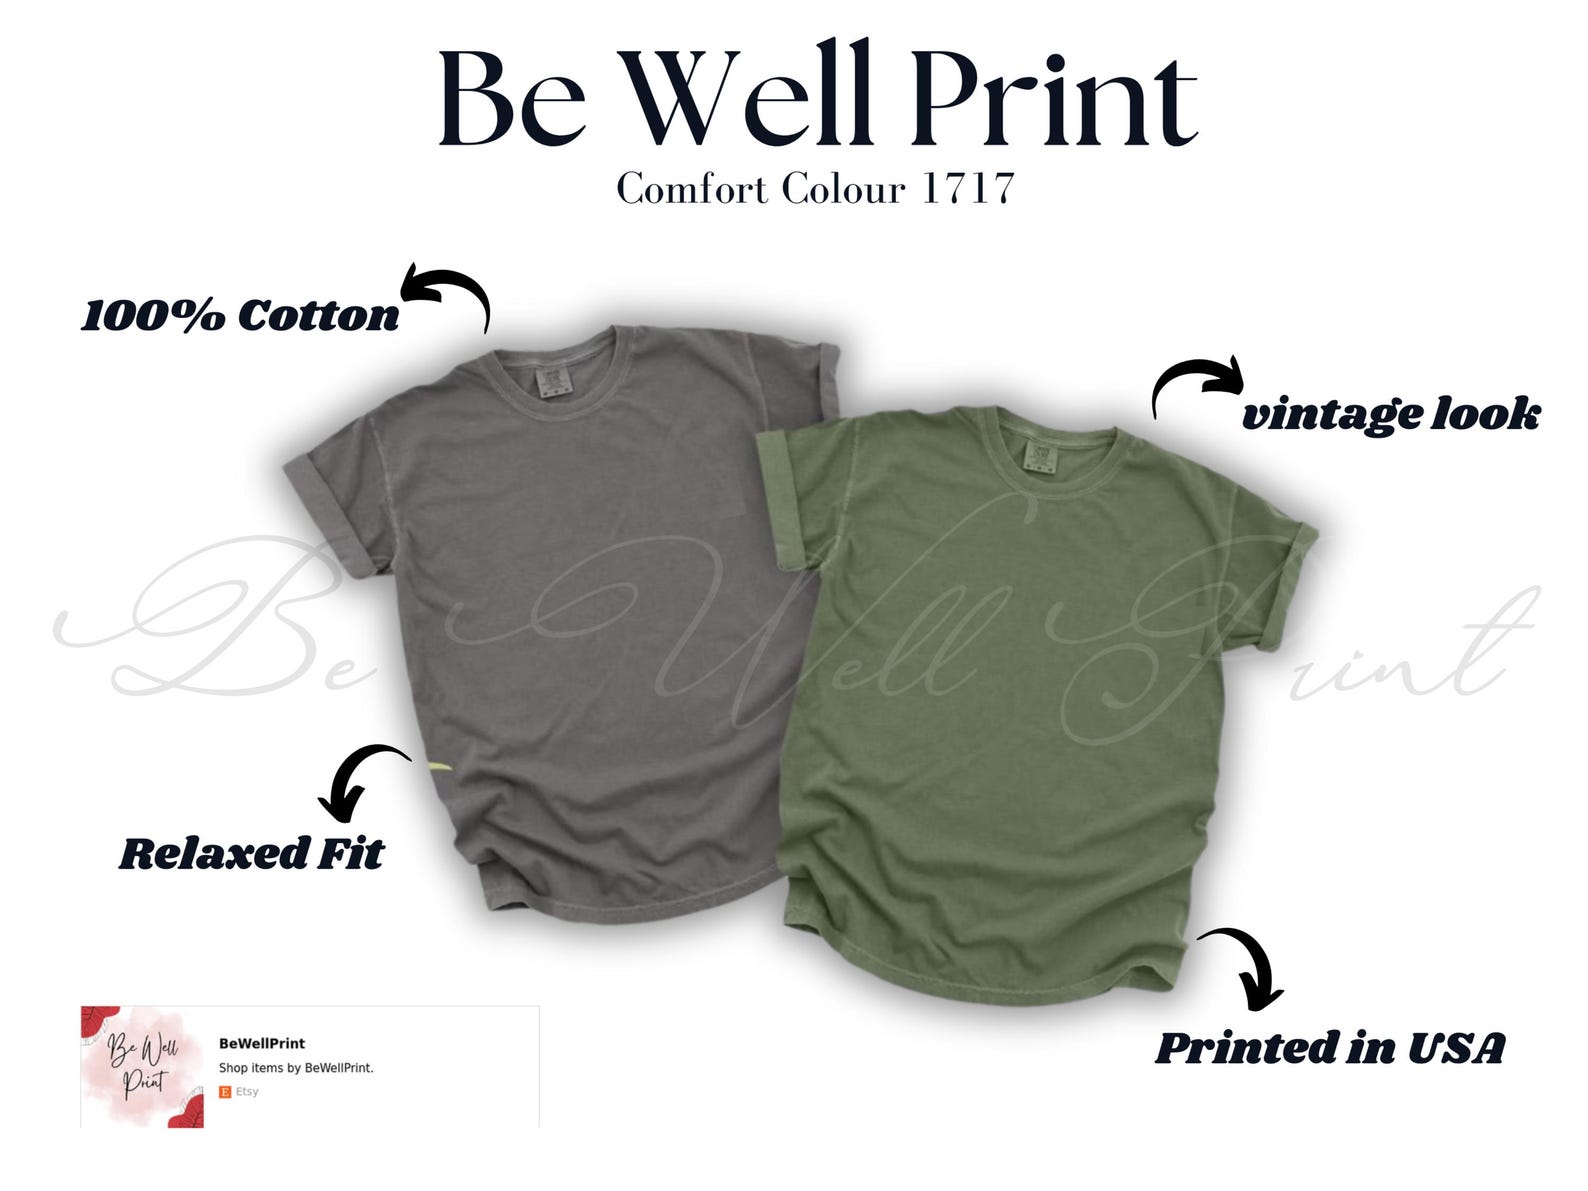 Be Well Print
Comfort Colour 1717
100% Cotton
vintage look
Be Well Print
Relaxed Fit
Printed in USA
Be Well
Print
BeWellPrint
Shop items by BeWellPrint.
E Etsy